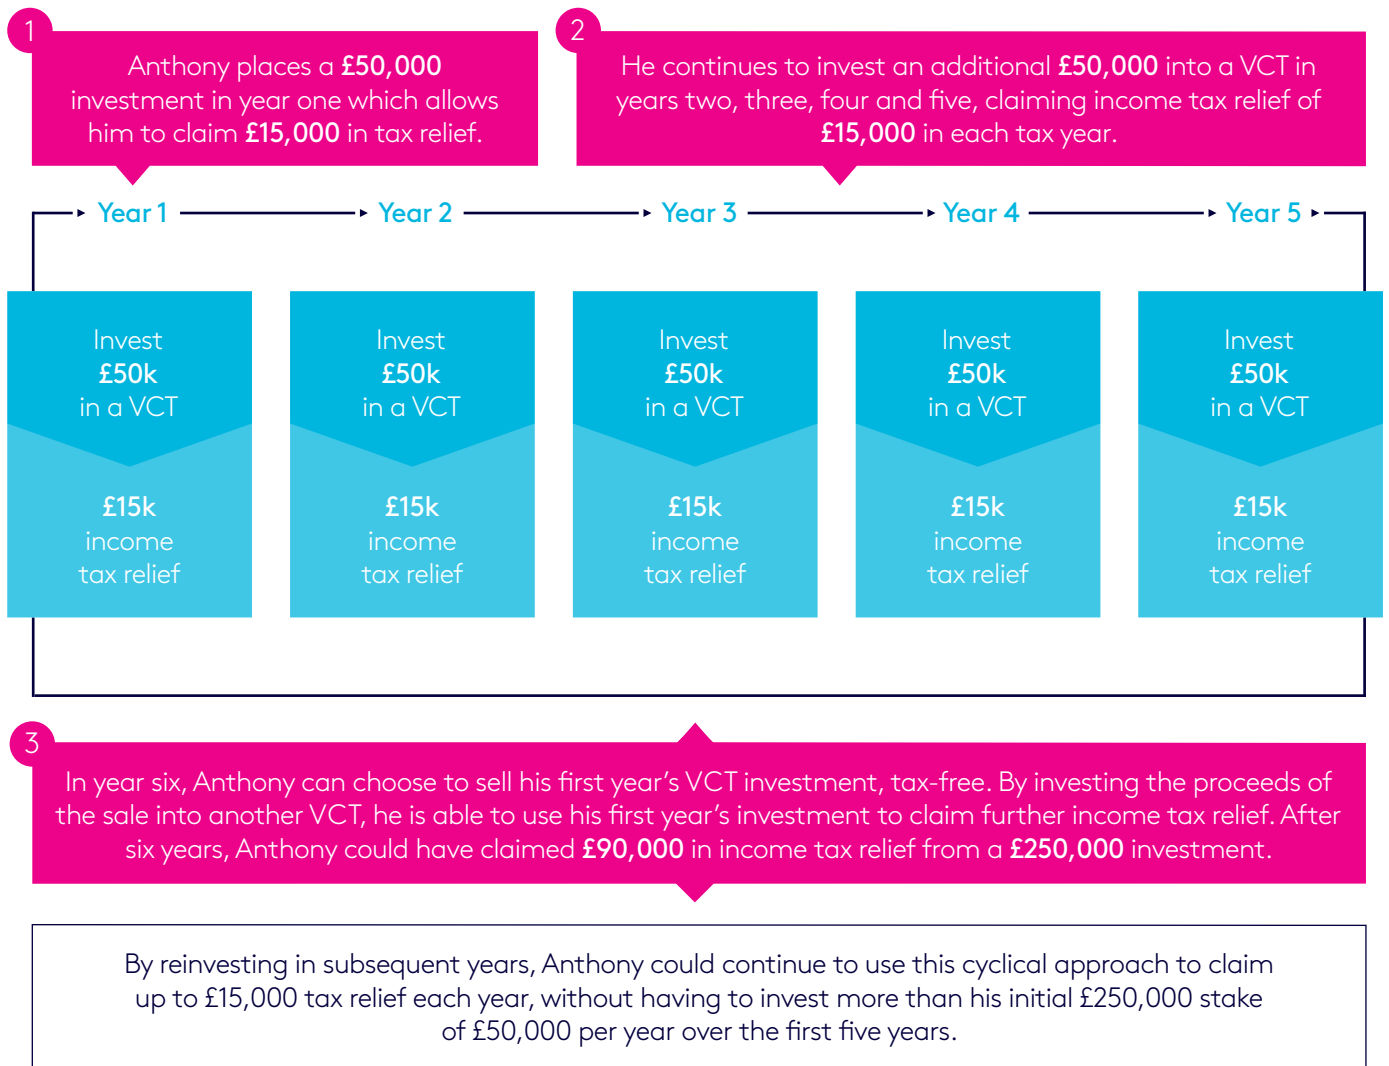 1
Anthony places a £50,000
investment in year one which allows
him to claim £15,000 in tax relief.
2
He continues to invest an additional £50,000 into a VCT in
years two, three, four and five, claiming income tax relief of
£15,000 in each tax year.
Year 1
Year 2
Year 3
Year 4
Year 5
Invest
£50k
in a VCT
£15k
income
tax relief
Invest
£50k
in a VCT
£15k
income
tax relief
Invest
£50k
in a VCT
£15k
income
tax relief
Invest
£50k
in a VCT
£15k
income
tax relief
Invest
£50k
in a VCT
£15k
income
tax relief
3
In year six, Anthony can choose to sell his first year’s VCT investment, tax-free. By investing the proceeds of
the sale into another VCT, he is able to use his first year’s investment to claim further income tax relief. After
six years, Anthony could have claimed £90,000 in income tax relief from a £250,000 investment.
By reinvesting in subsequent years, Anthony could continue to use this cyclical approach to claim
up to £15,000 tax relief each year, without having to invest more than his initial £250,000 stake
of £50,000 per year over the first five years.